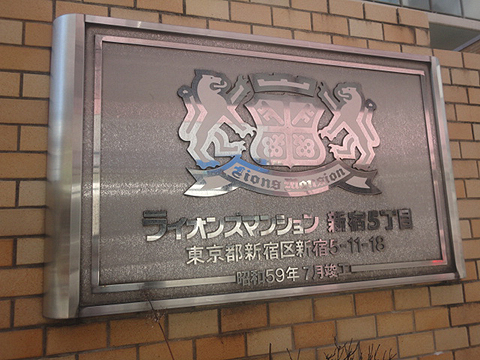 Lions Mansion
ライオンズマンション 新宿5丁目
東京都新宿区新宿5-11-18
昭和59年7月竣工